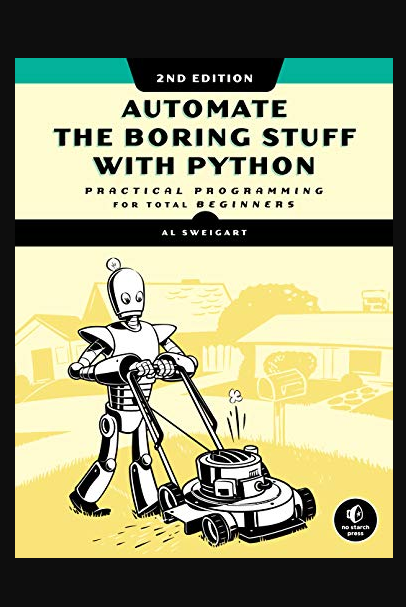 2ND EDITION
AUTOMATE
THE BORING STUFF
WITH PYTHON
PRACTICAL PROGRAMMING
FOR TOTAL BEGINNERS
AL SWEIGART
no starch
press